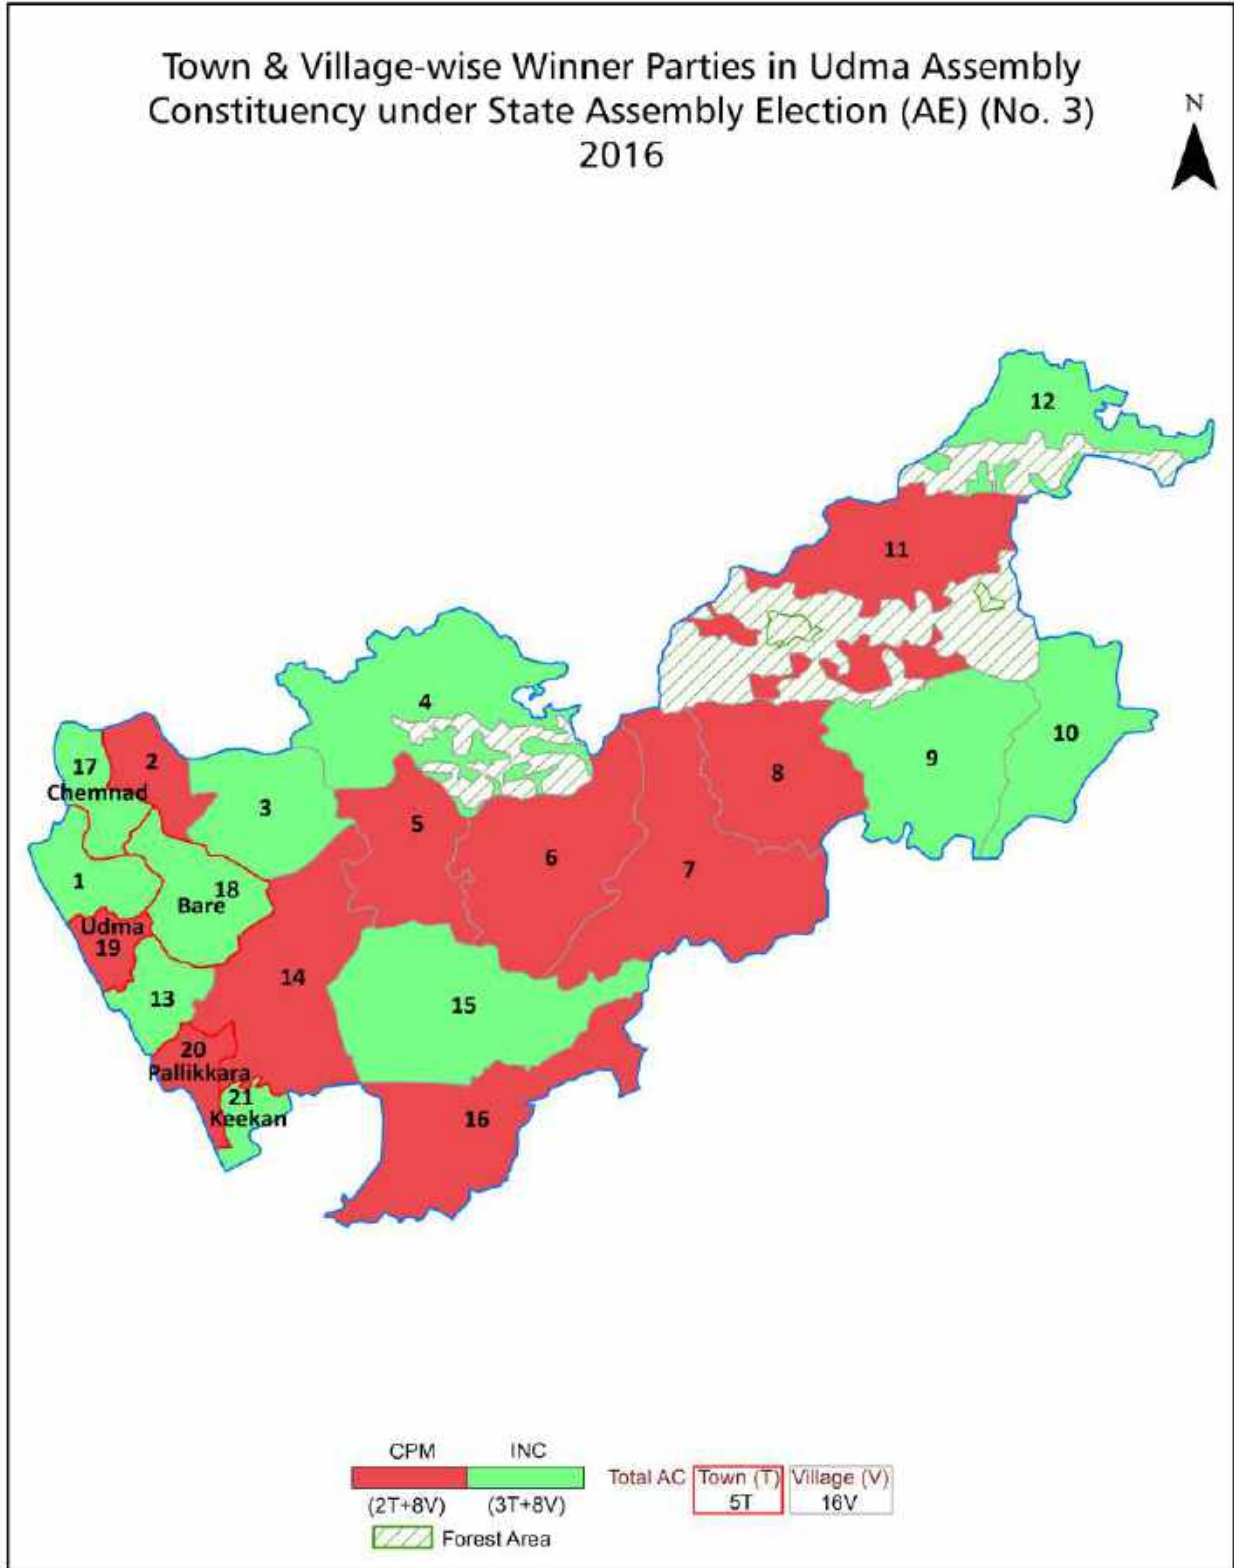 Town & Village-wise Winner Parties in Udma Assembly
Constituency under State Assembly Election (AE) (No. 3)
2016
N
12
11
4
10
17
2
9
Chemnad
8
3
5
6
7
1
18
Bare
Udma
19
14
13
15
20
Pallikkara
21
Keekan
16
CPM INC
Total AC Town (T) Village (V)
5T 16V
(2T+8V) (3T+8V)
Forest Area